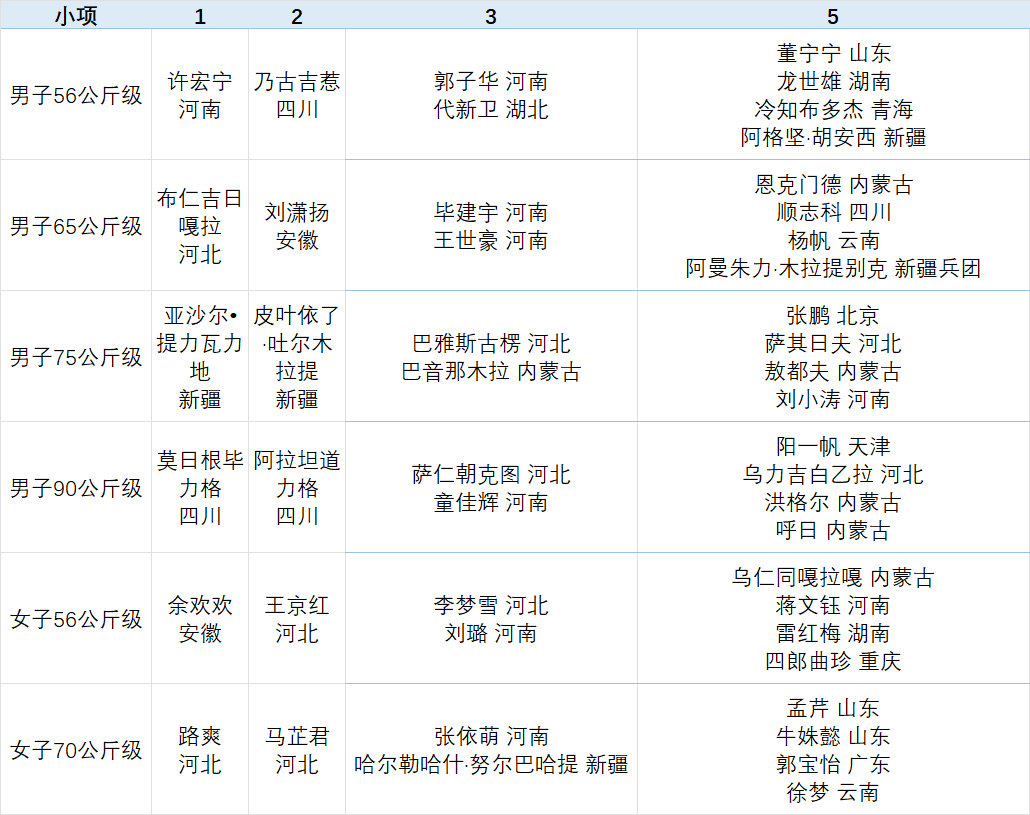 小项 1 2 3 5
男子56公斤级
许宏宁
河南
乃古吉惹
四川
郭子华 河南
代新卫 湖北
董宁宁 山东
龙世雄 湖南
冷知布多杰 青海
阿格坚·胡安西 新疆
男子65公斤级
布仁吉日
嘎拉
河北
刘潇扬
安徽
毕建宇 河南
王世豪 河南
恩克门德 内蒙古
顺志科 四川
杨帆 云南
阿曼朱力·木拉提别克 新疆兵团
男子75公斤级
亚沙尔•
提力瓦力
地
新疆
皮叶依了
·吐尔木
拉提
新疆
巴雅斯古楞 河北
巴音那木拉 内蒙古
张鹏 北京
萨其日夫 河北
敖都夫 内蒙古
刘小涛 河南
男子90公斤级
莫日根毕
力格
四川
阿拉坦道
力格
四川
萨仁朝克图 河北
童佳辉 河南
阳一帆 天津
乌力吉白乙拉 河北
洪格尔 内蒙古
呼日 内蒙古
女子56公斤级
余欢欢
安徽
王京红
河北
李梦雪 河北
刘璐 河南
乌仁同嘎拉嘎 内蒙古
蒋文钰 河南
雷红梅 湖南
四郎曲珍 重庆
女子70公斤级
路爽
河北
马芷君
河北
张依萌 河南
哈尔勒哈什·努尔巴哈提 新疆
孟芹 山东
牛姝懿 山东
郭宝怡 广东
徐梦 云南